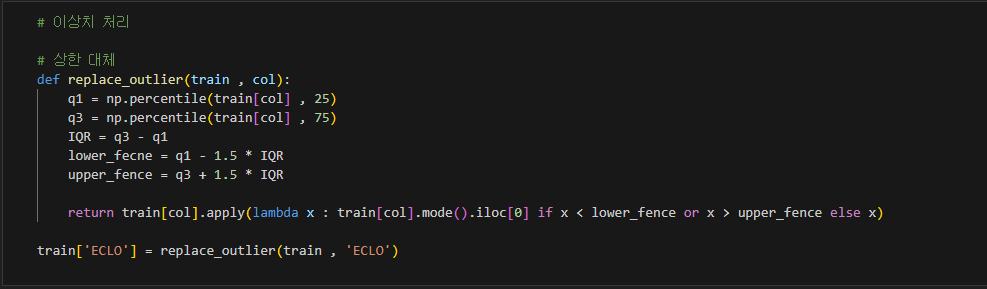 # 이상치 처리
# 상한 대체
def replace_outlier(train , col):
q1 = np.percentile(train[col] , 25)
q3 = np.percentile(train[col] , 75)
IQR = q3 - q1
lower_fecne = q1 - 1.5 * IQR
upper_fence = q3 + 1.5 * IQR
return train[col].apply(lambda x : train[col].mode().iloc[0] if x < lower_fence or x > upper_fence else x)
train['ECLO'] = replace_outlier(train , 'ECLO')